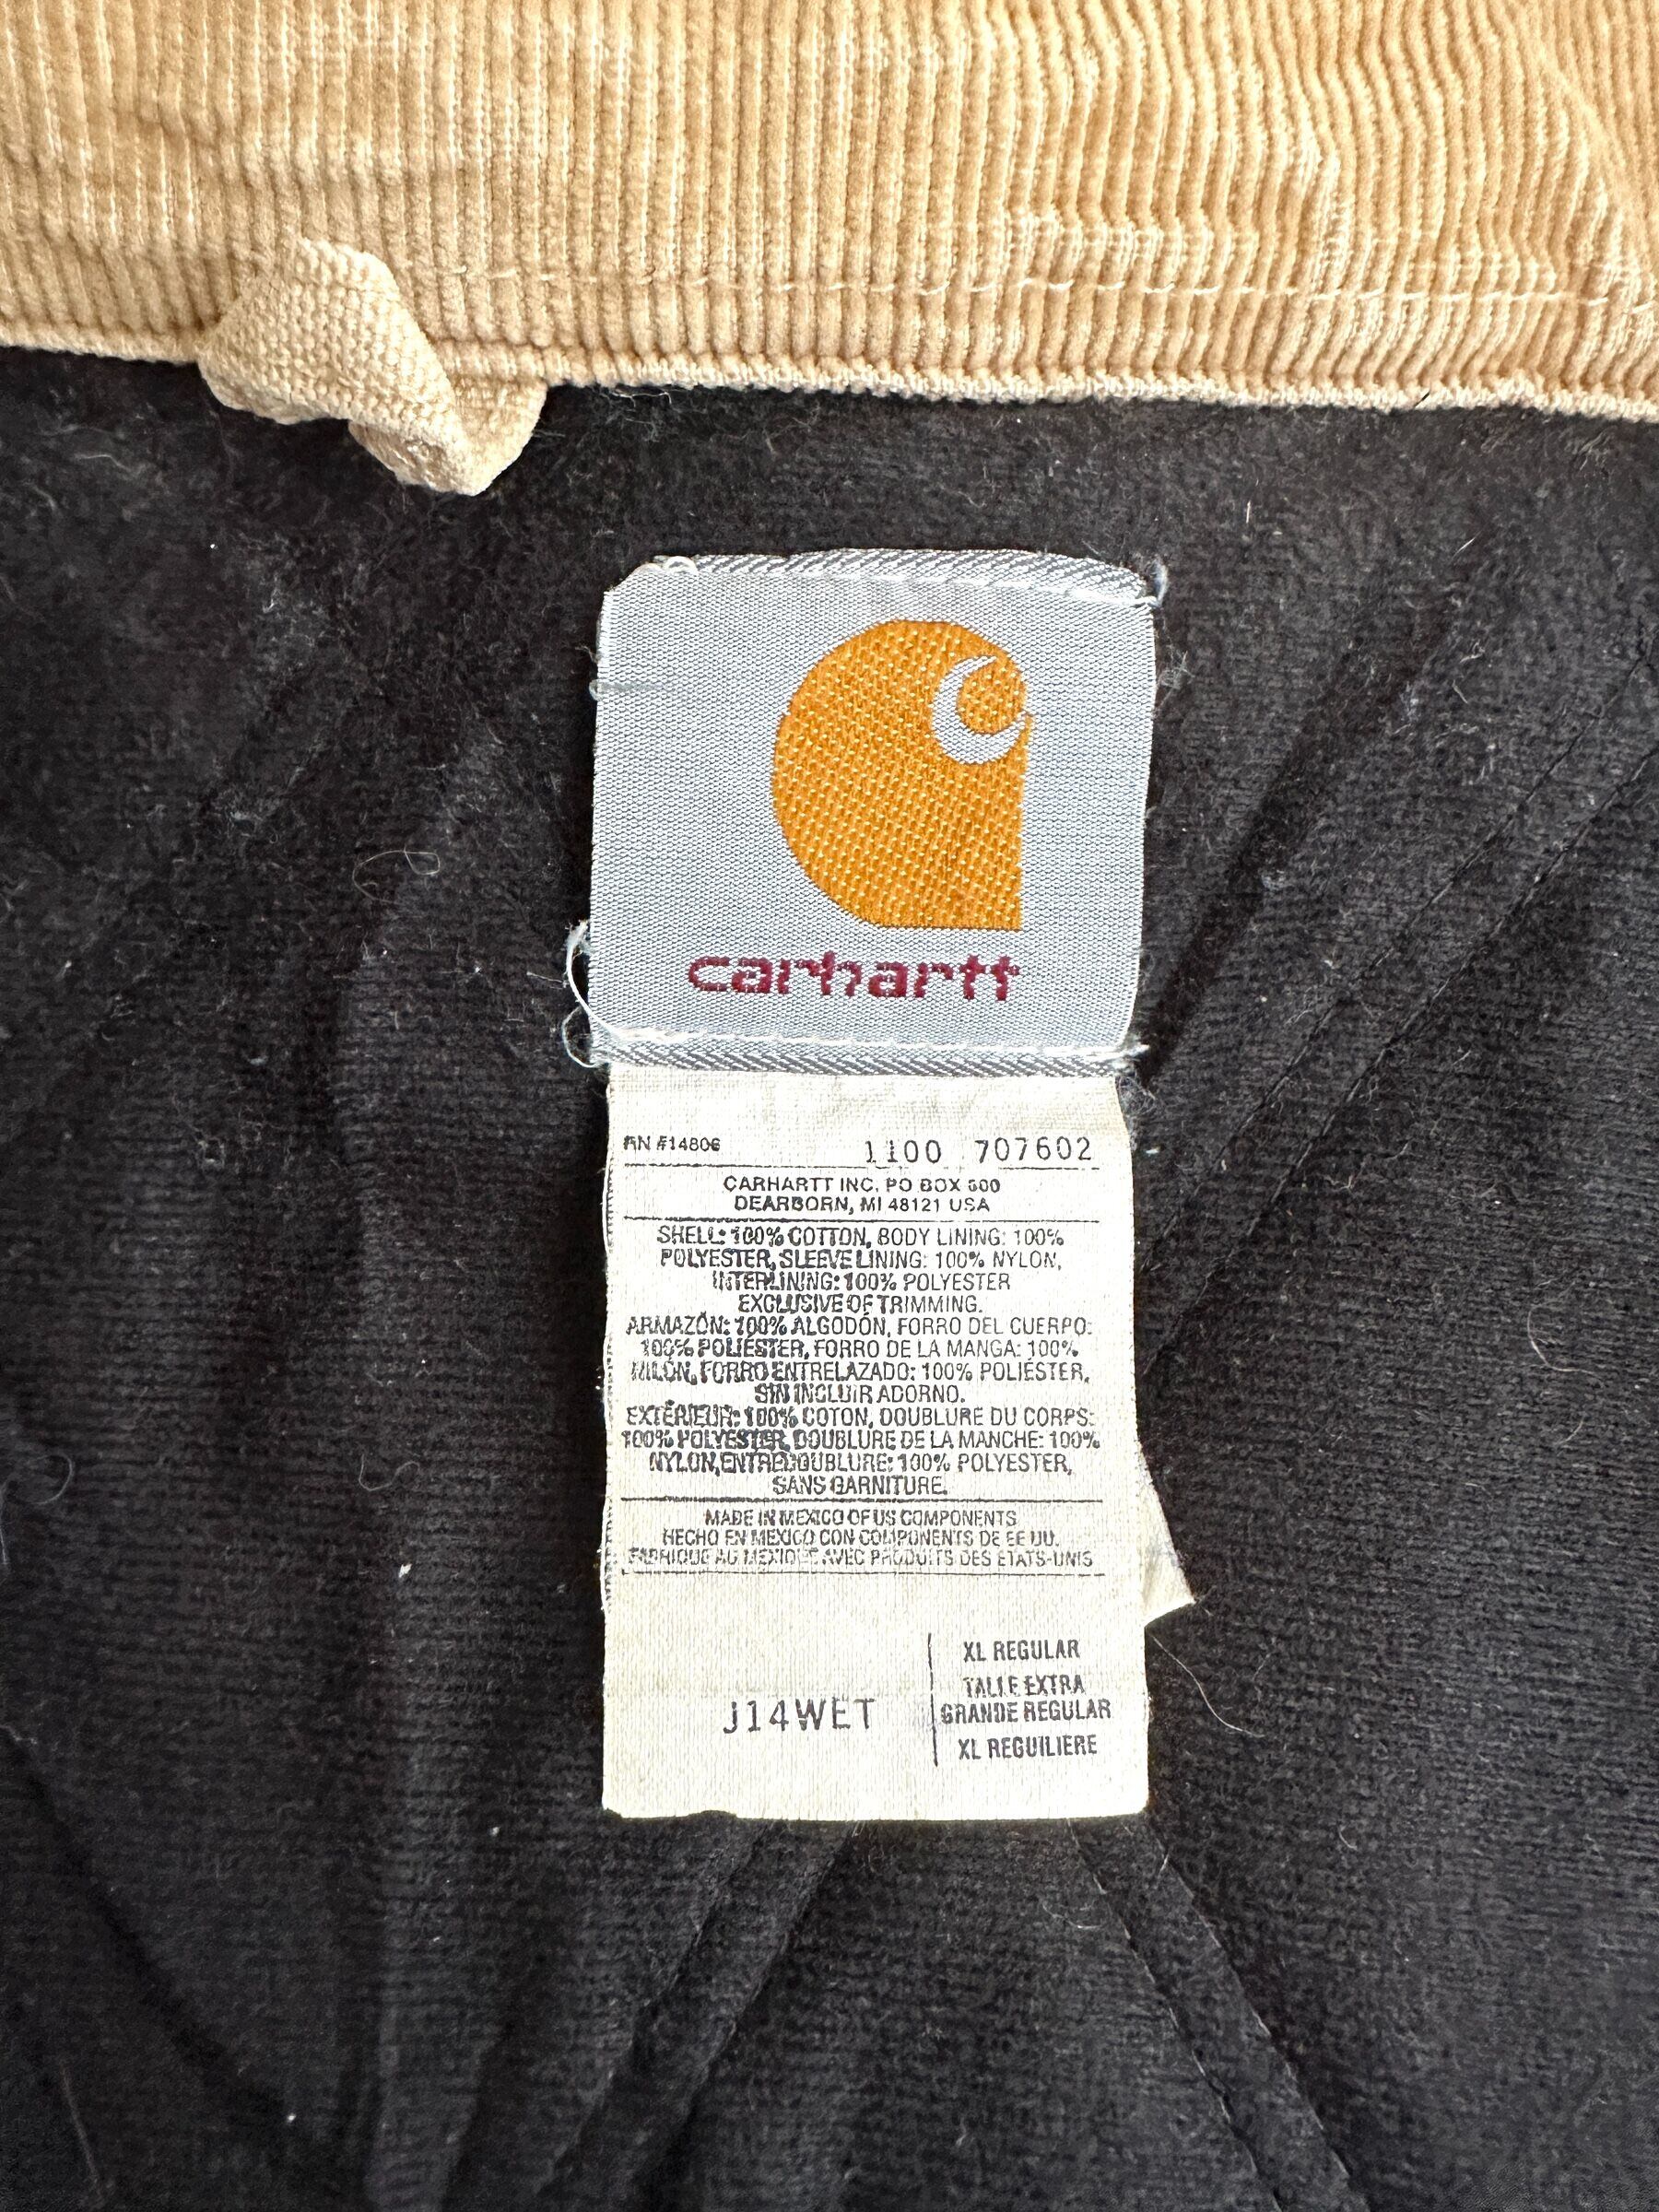 carhartt
RN #14806 1100 707602
CARHARTT INC. PO BOX 600
DEARBORN, MI 48121 USA
SHELL: 100% COTTON, BODY LINING: 100%
POLYESTER, SLEEVE LINING: 100% NYLON,
INTERLINING: 100% POLYESTER
EXCLUSIVE OF TRIMMING.
ARMAZÓN: 100% ALGODÓN, FORRO DEL CUERPO:
100% POLIÉSTER, FORRO DE LA MANGA: 100%
NILÓN, FORRO ENTRELAZADO: 100% POLIÉSTER,
SIN INCLUIR ADORNO.
EXTÉRIEUR: 100% COTON, DOUBLURE DU CORPS:
100% POLYESTER, DOUBLURE DE LA MANCHE: 100%
NYLON, ENTREDOUBLURE: 100% POLYESTER,
SANS GARNITURE.
MADE IN MEXICO OF US COMPONENTS
HECHO EN MEXICO CON COMPONENTS DE EE UU.
FABRIQUE AU MEXIQUE AVEC PRODUITS DES ETATS-UNIS
J14WET
XL REGULAR
TALLE EXTRA
GRANDE REGULAR
XL REGUILIERE